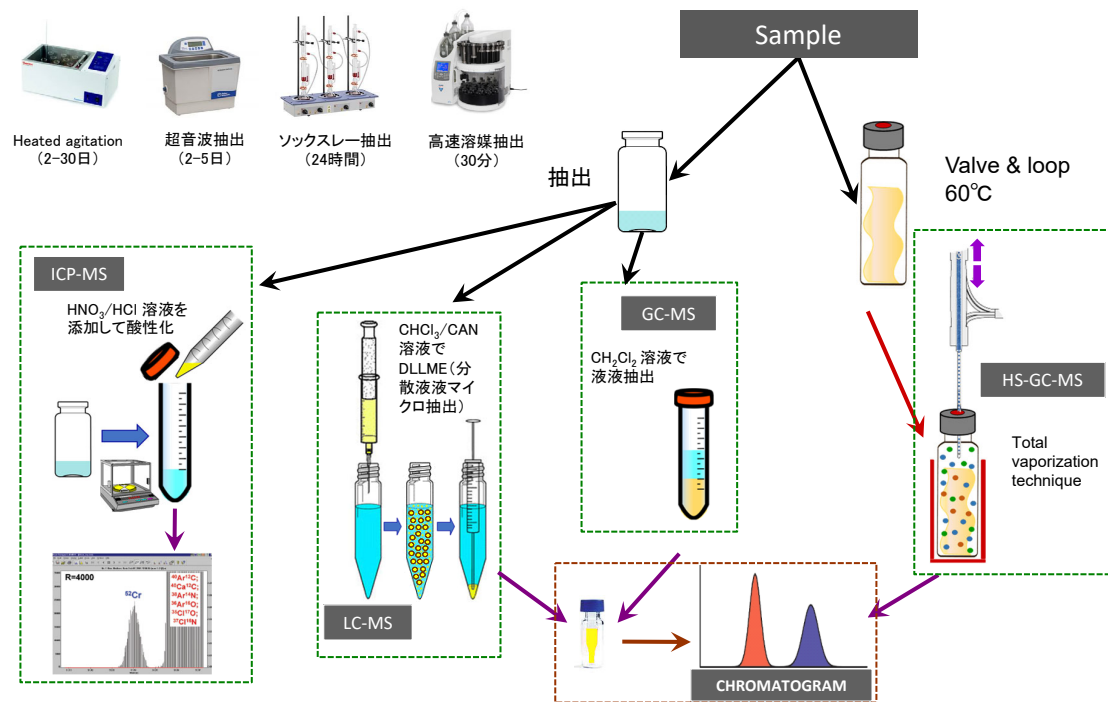 Sample
Heated agitation
(2-30日)
超音波抽出
(2-5日)
ソックスレー抽出
(24時間)
高速溶媒抽出
(30分)
抽出
Valve & loop
60℃
ICP-MS
HNO₃/HCl 溶液を
添加して酸性化
CHCl₃/CAN
溶液で
DLLME(分
散液液マイ
クロ抽出)
GC-MS
CH₂Cl₂ 溶液で
液液抽出
HS-GC-MS
Total
vaporization
technique
R=4000
⁵²Cr
LC-MS
CHROMATOGRAM